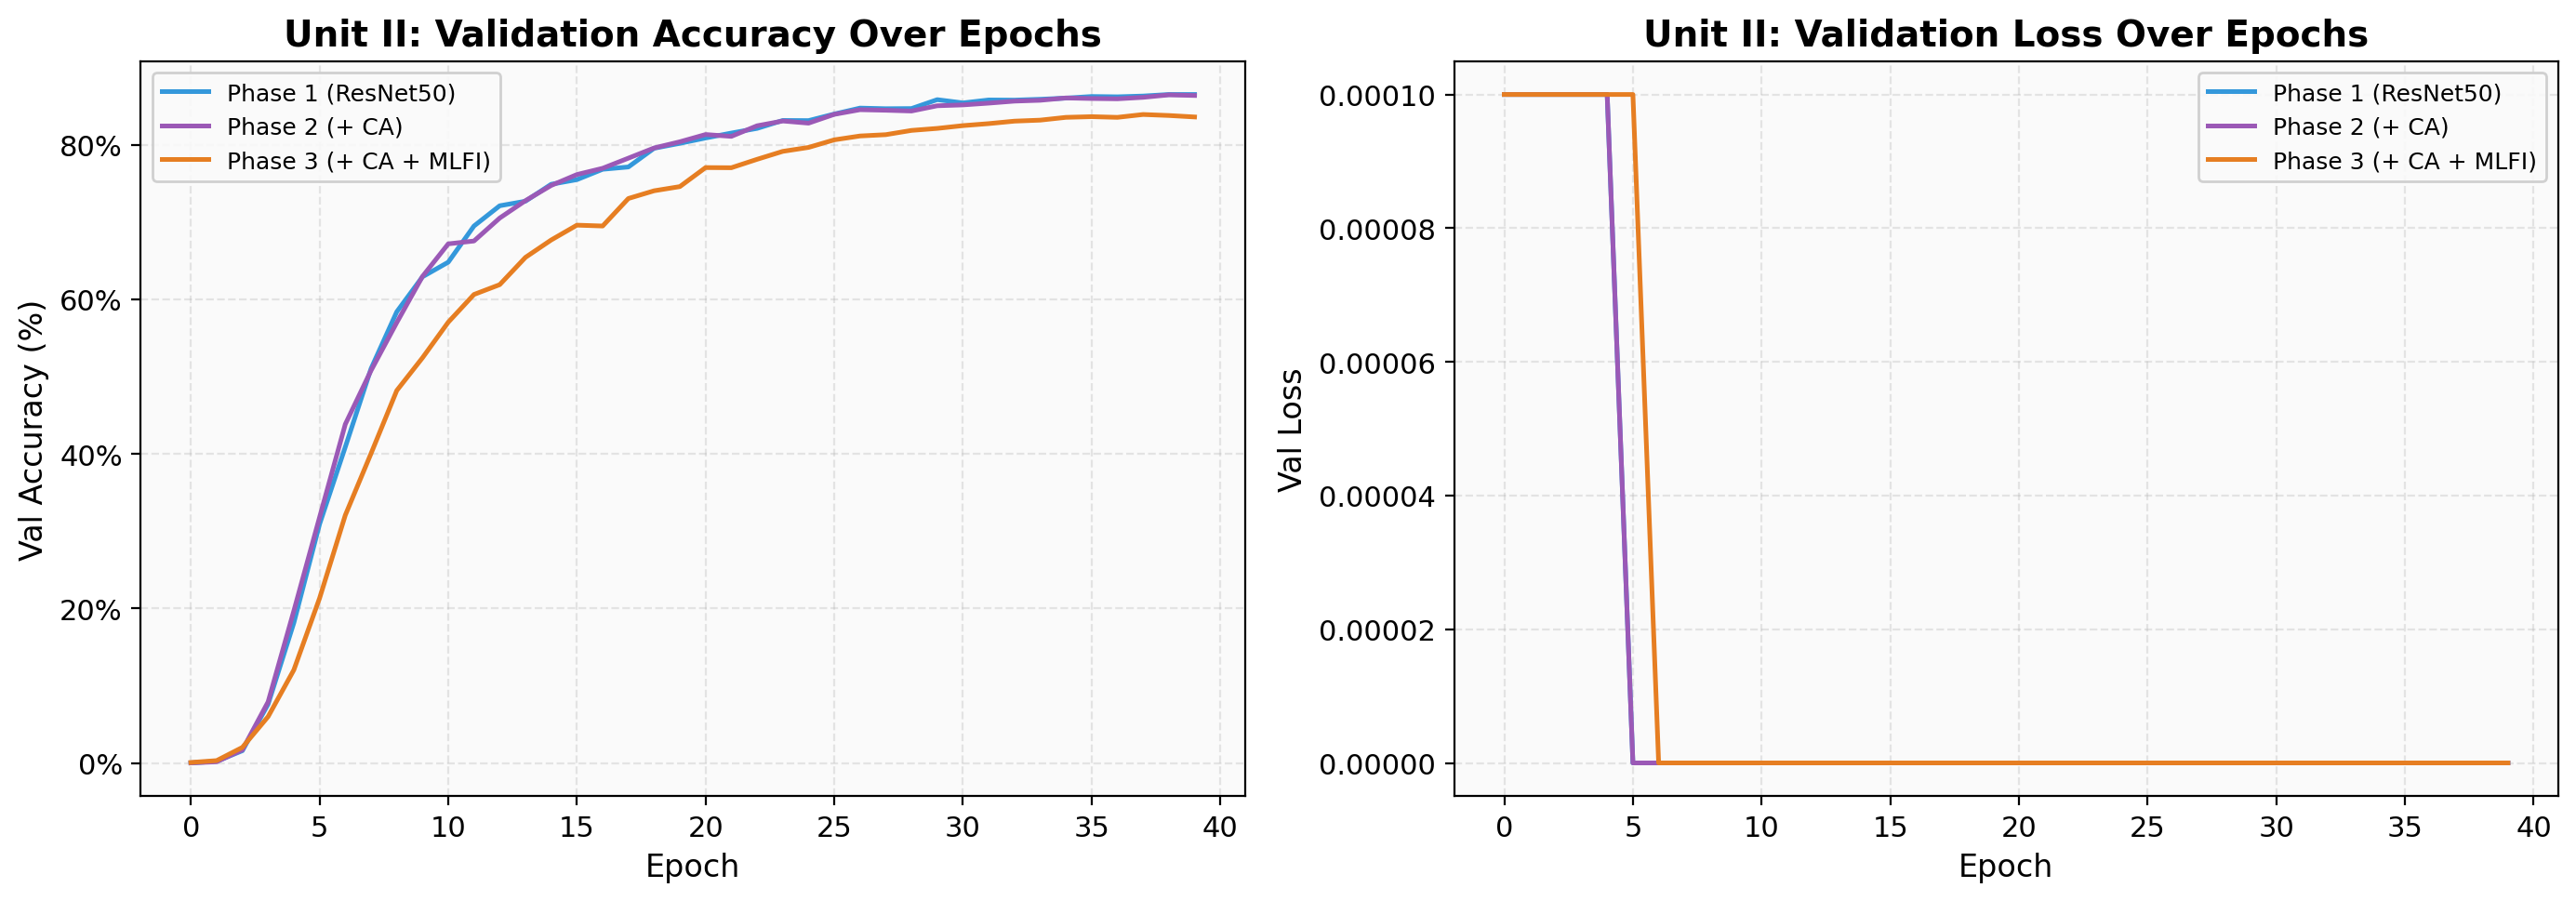 Unit II: Validation Accuracy Over Epochs
Phase 1 (ResNet50)
Phase 2 (+ CA)
Phase 3 (+ CA + MLFI)
80%
60%
40%
20%
0%
Val Accuracy (%)
0 5 10 15 20 25 30 35 40
Epoch
Unit II: Validation Loss Over Epochs
Phase 1 (ResNet50)
Phase 2 (+ CA)
Phase 3 (+ CA + MLFI)
0.00010
0.00008
0.00006
0.00004
0.00002
0.00000
Val Loss
0 5 10 15 20 25 30 35 40
Epoch